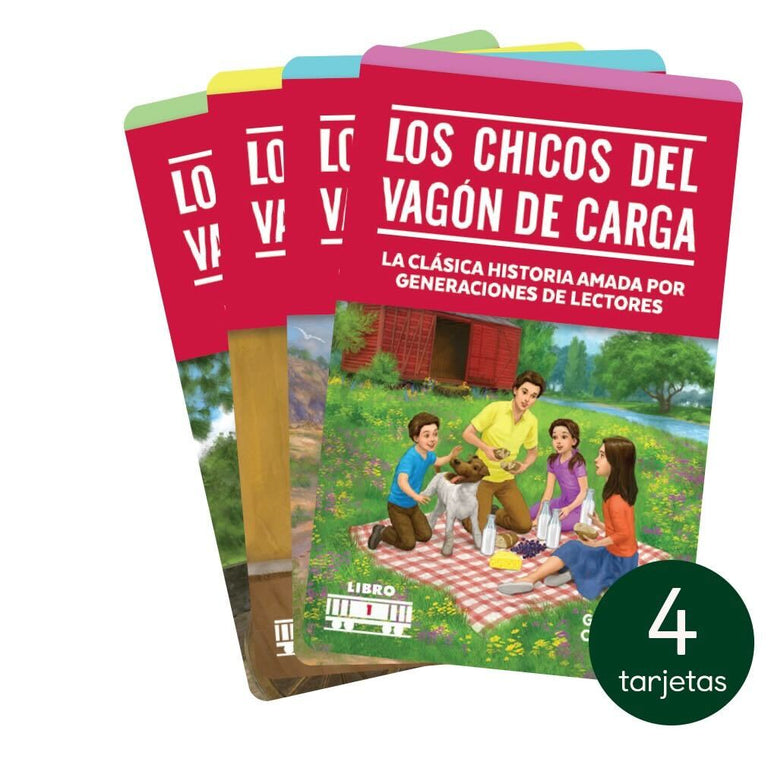 LOS CHICOS DEL
VAGÓN DE CARGA
LA CLÁSICA HISTORIA AMADA POR
GENERACIONES DE LECTORES
LIBRO
1
4
tarjetas